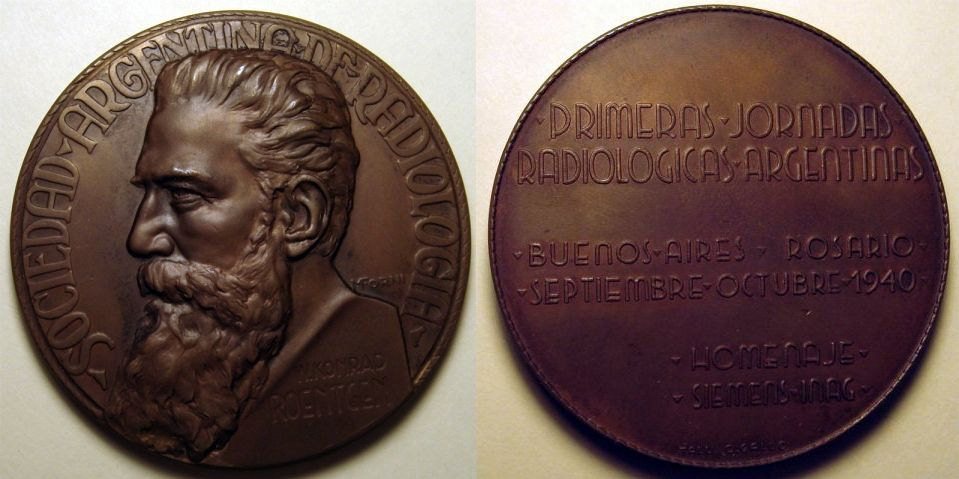 SOCIEDAD · ARGENTINA · DE · RADIOLOGIA ·
W. KONRAD
ROENTGEN
· PRIMERAS · JORNADAS
RADIOLOGICAS · ARGENTINAS
· BUENOS · AIRES · ROSARIO ·
· SEPTIEMBRE · OCTUBRE · 1940 ·
· HOMENAJE ·
· SIEMENS · INAG ·